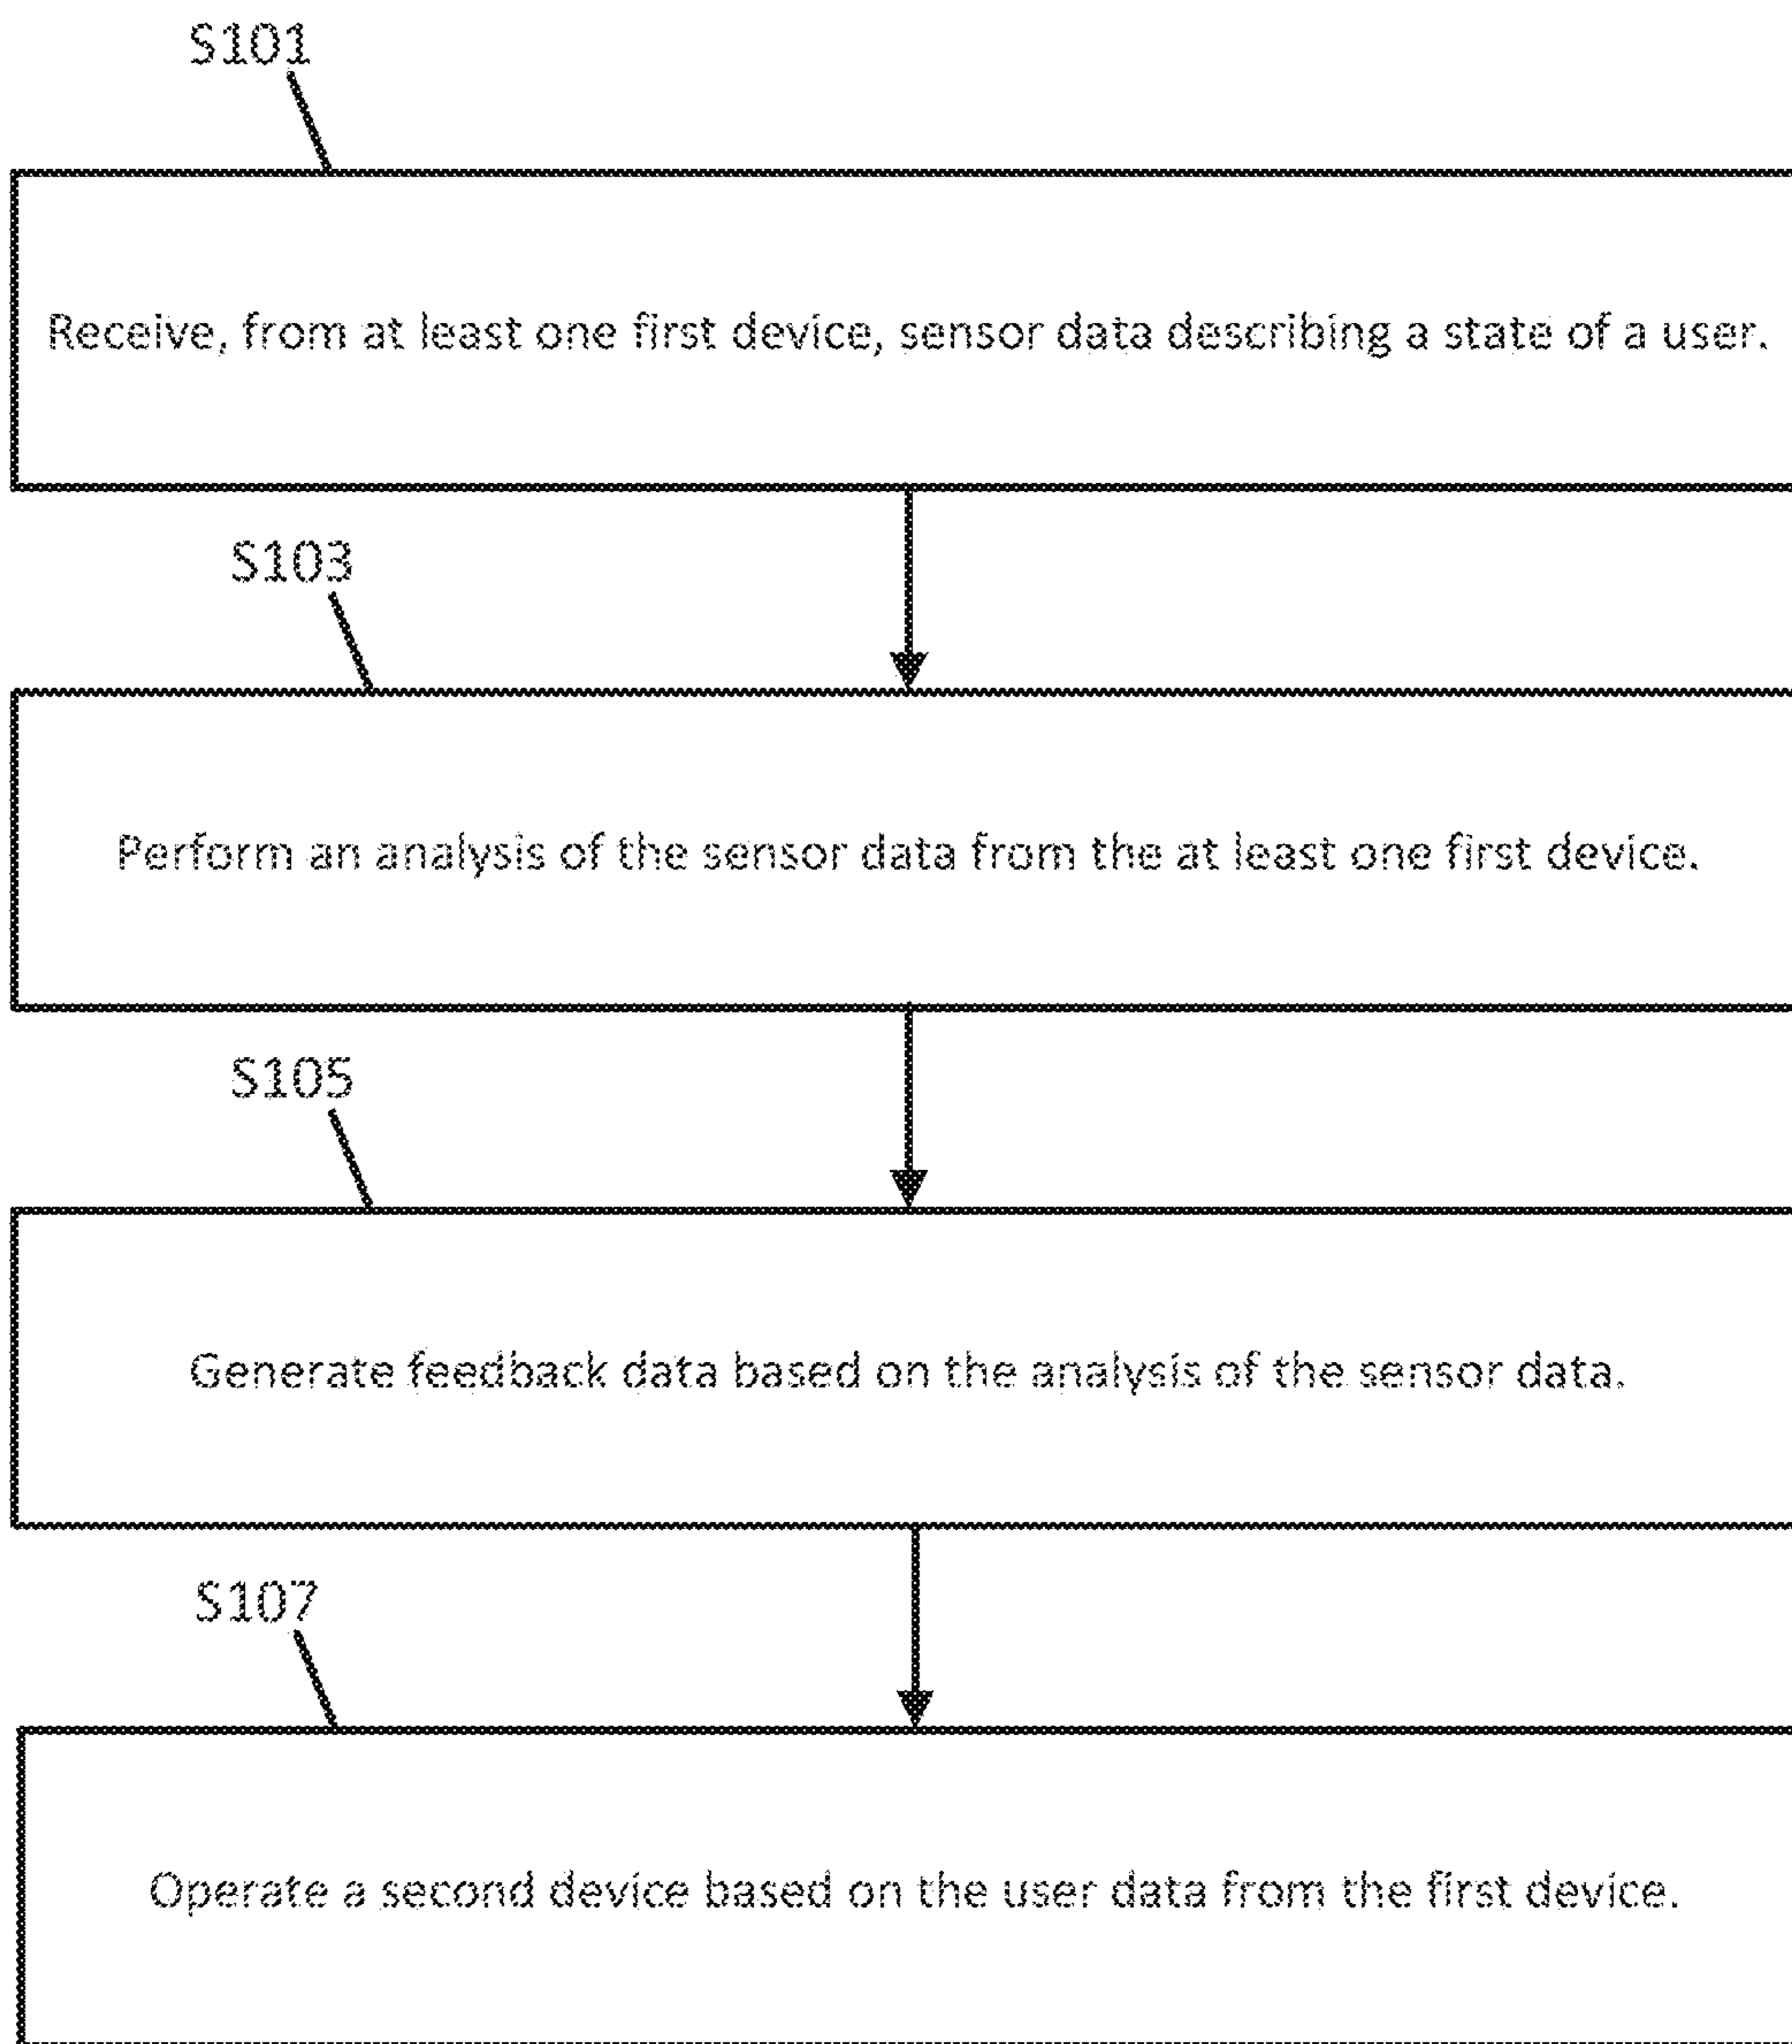 S101
Receive, from at least one first device, sensor data describing a state of a user.
S103
Perform an analysis of the sensor data from the at least one first device.
S105
Generate feedback data based on the analysis of the sensor data.
S107
Operate a second device based on the user data from the first device.